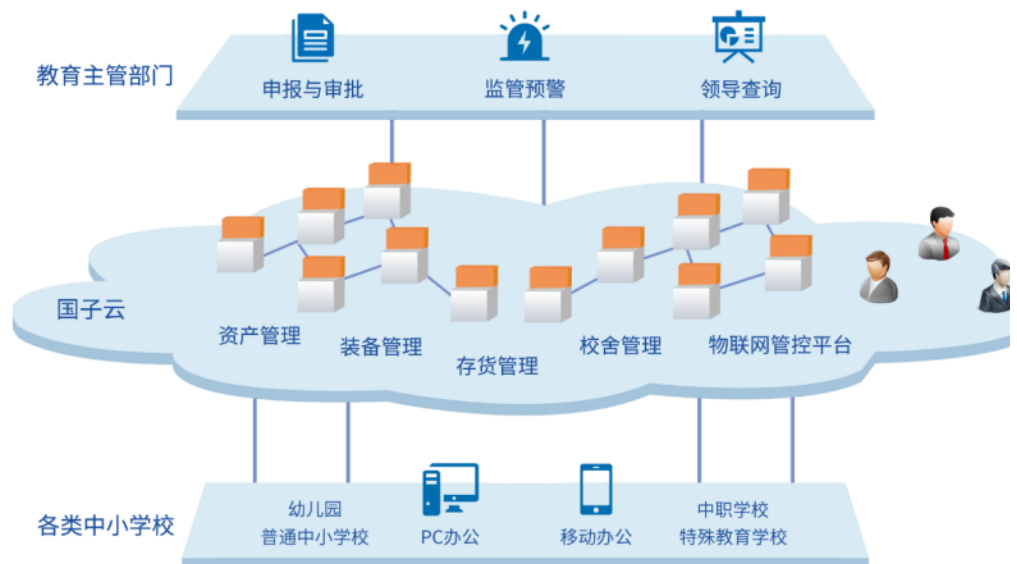 教育主管部门
申报与审批
监管预警
领导查询
国子云
资产管理
装备管理
存货管理
校舍管理
物联网管控平台
各类中小学校
幼儿园
普通中小学校
PC办公
移动办公
中职学校
特殊教育学校